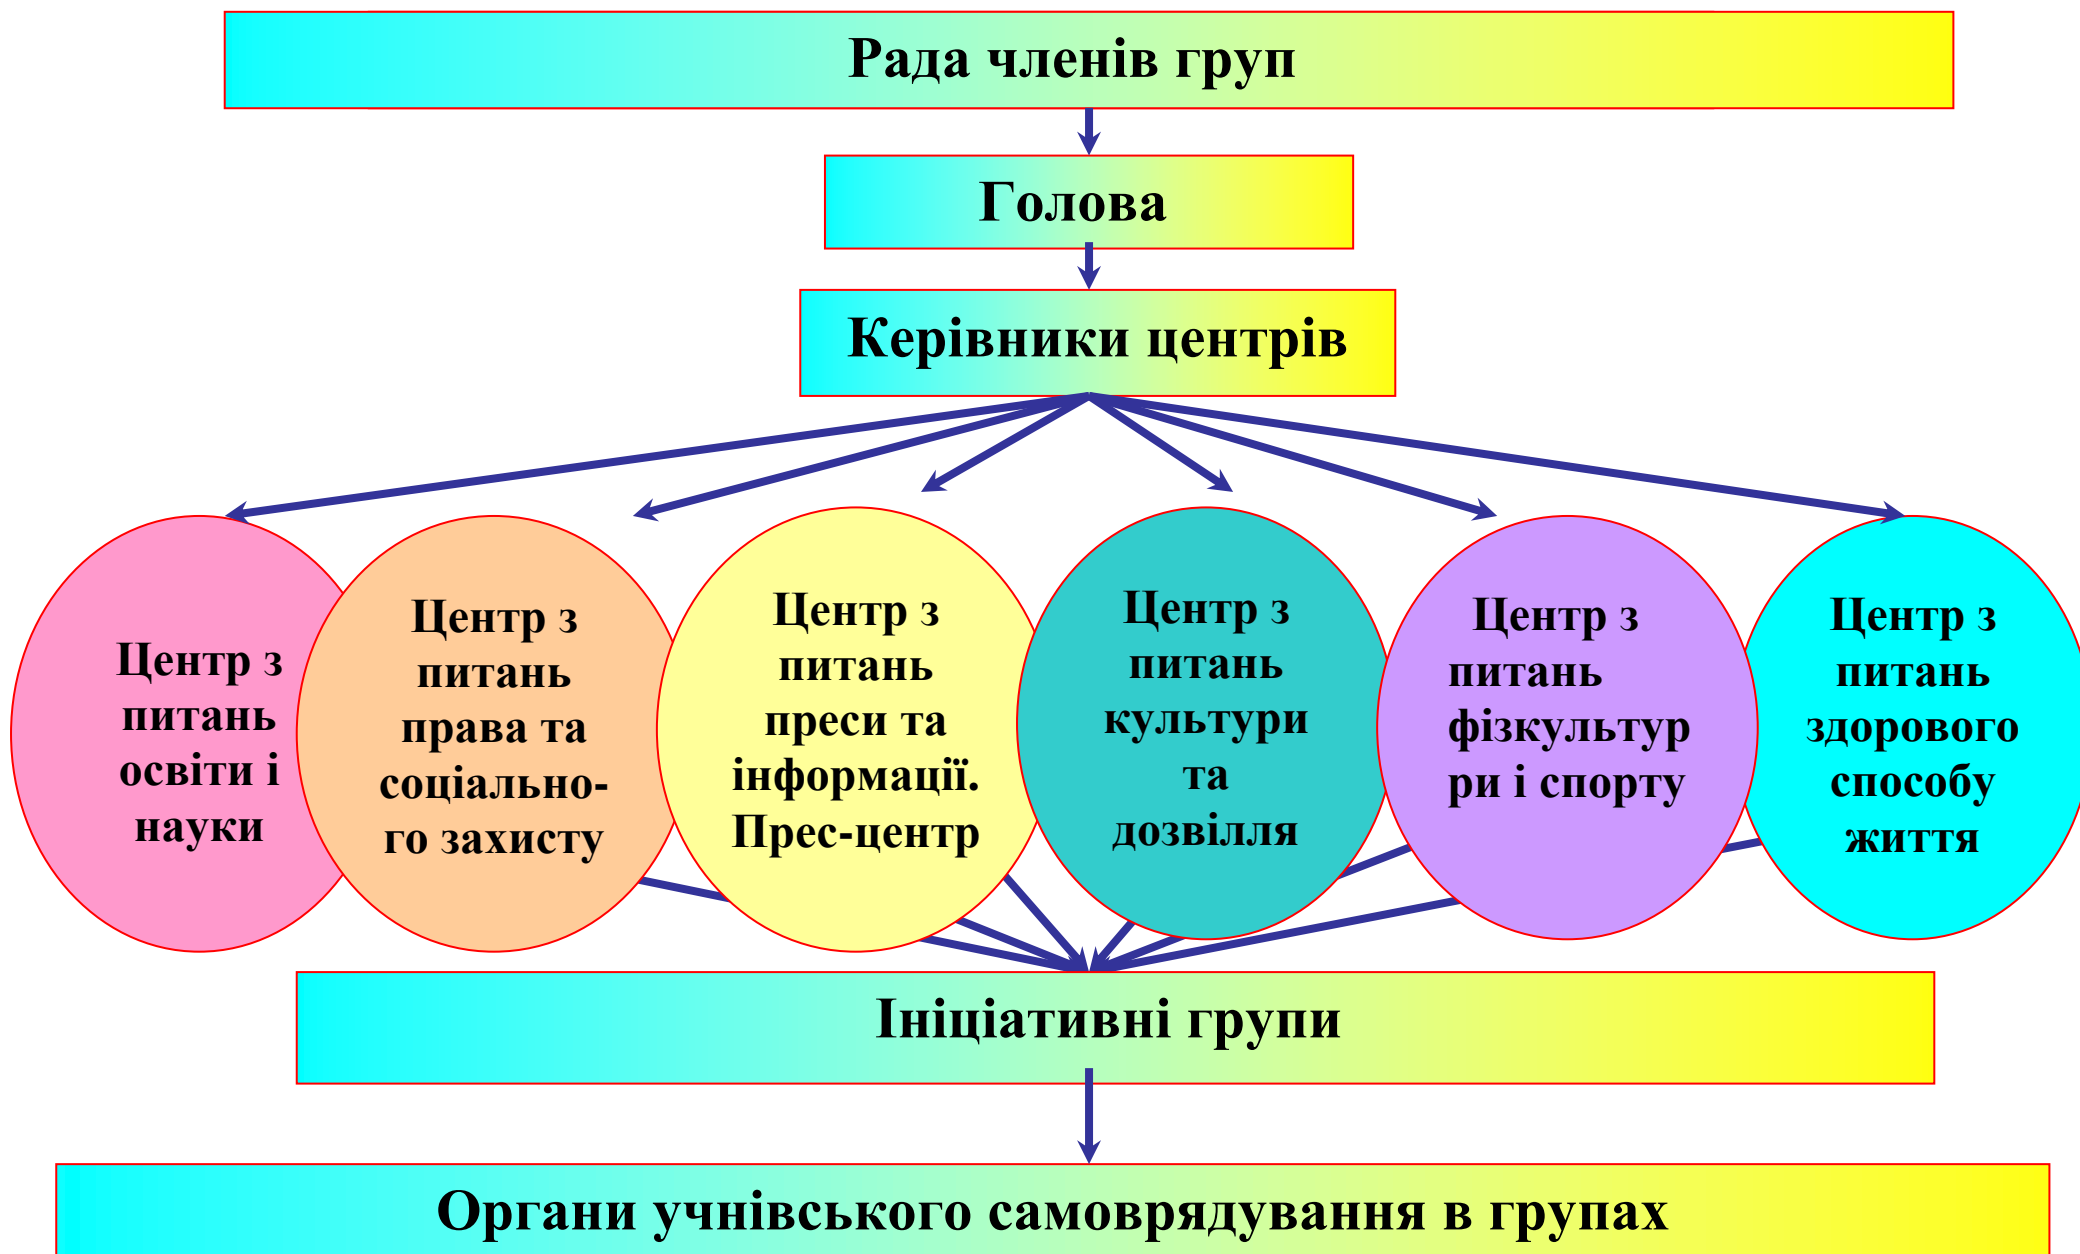 Рада членів груп
Голова
Керівники центрів
Центр з
питань
освіти і
науки
Центр з
питань
права та
соціально-
го захисту
Центр з
питань
преси та
інформації.
Прес-центр
Центр з
питань
культури
та
дозвілля
Центр з
питань
фізкультур
ри і спорту
Центр з
питань
здорового
способу
життя
Ініціативні групи
Органи учнівського самоврядування в групах